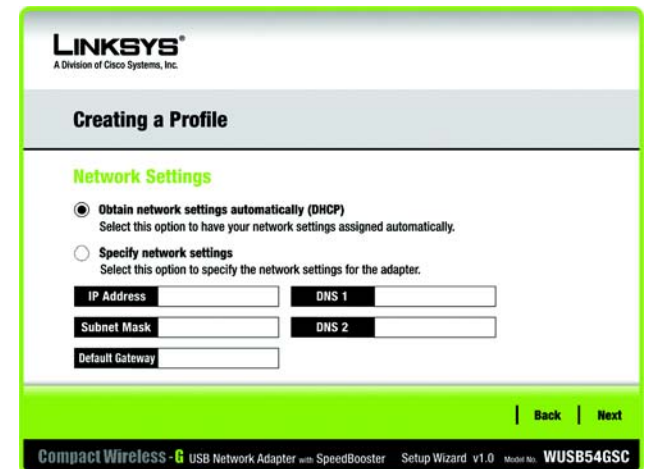 LINKSYS®
A Division of Cisco Systems, Inc.
Creating a Profile
Network Settings
Obtain network settings automatically (DHCP)
Select this option to have your network settings assigned automatically.
Specify network settings
Select this option to specify the network settings for the adapter.
IP Address DNS 1
Subnet Mask DNS 2
Default Gateway
Back Next
Compact Wireless-G USB Network Adapter with SpeedBooster Setup Wizard v1.0 Model No. WUSB54GSC